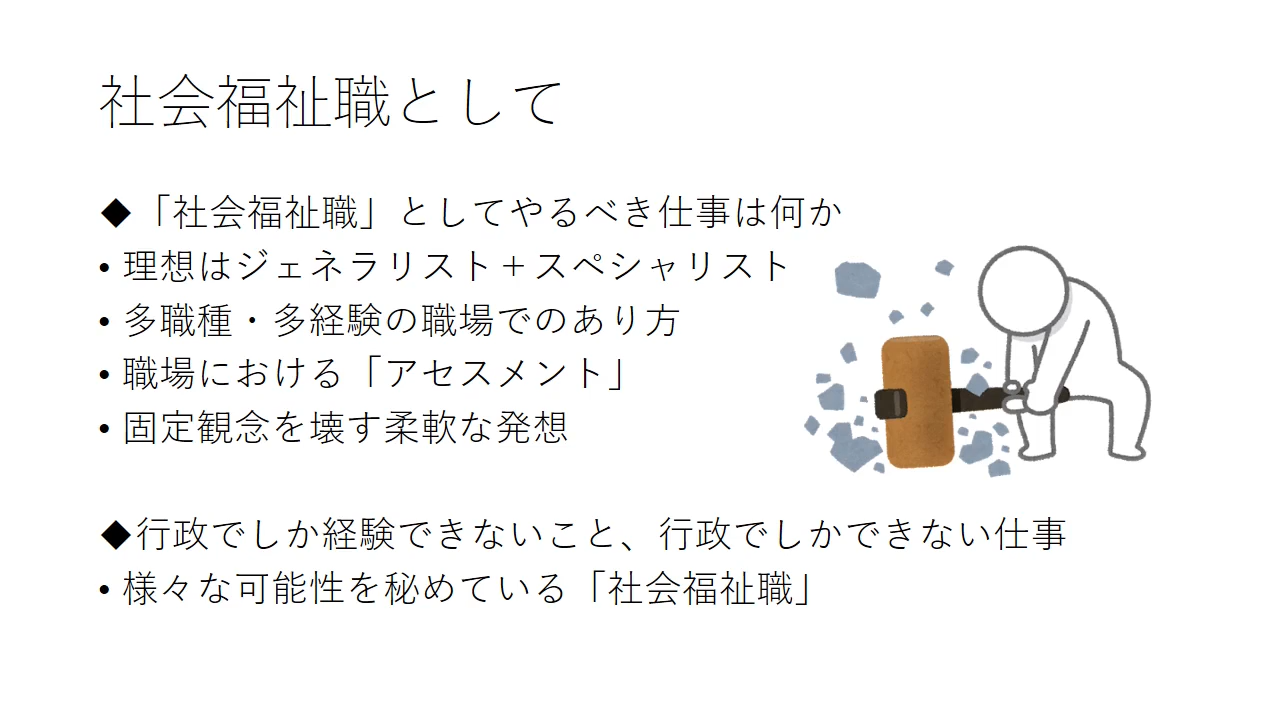 社会福祉職として
◆「社会福祉職」としてやるべき仕事は何か
• 理想はジェネラリスト＋スペシャリスト
• 多職種・多経験の職場でのあり方
• 職場における「アセスメント」
• 固定観念を壊す柔軟な発想
◆行政でしか経験できないこと、行政でしかできない仕事
• 様々な可能性を秘めている「社会福祉職」